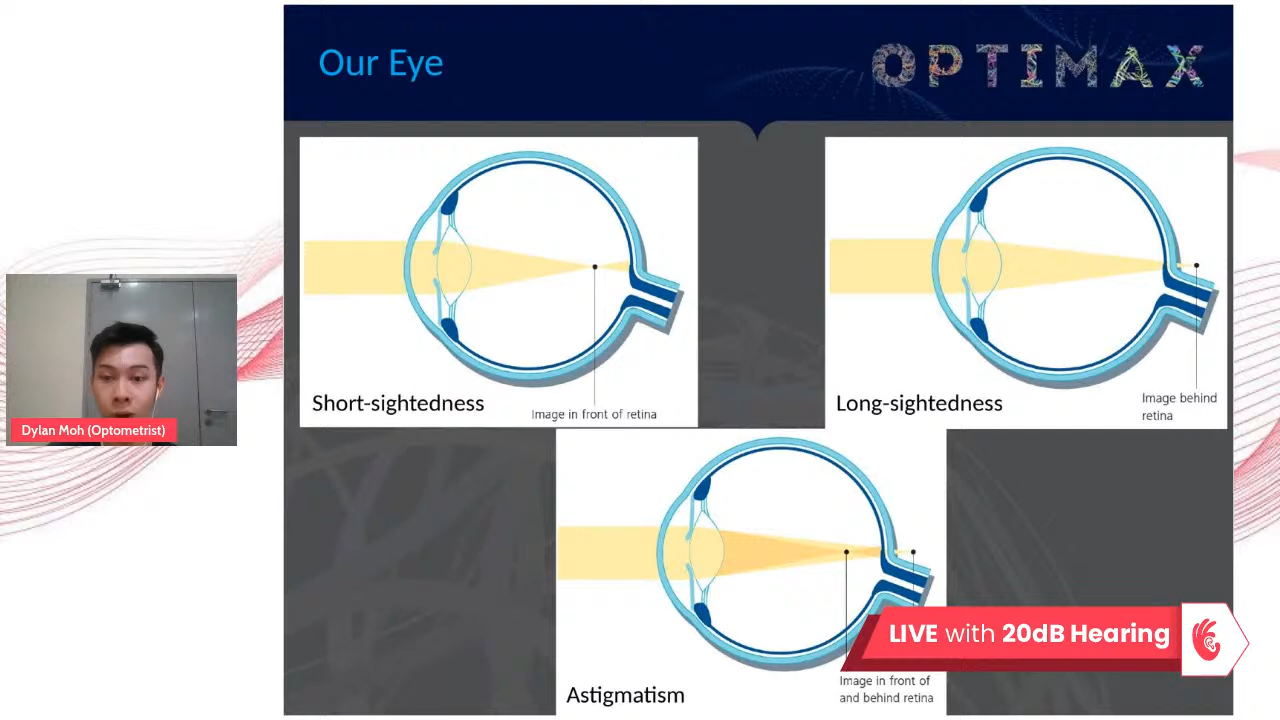 Our Eye
OPTIMAX
Short-sightedness
Image in front of retina
Long-sightedness
Image behind
retina
Dylan Moh (Optometrist)
LIVE with 20dB Hearing
Astigmatism
Image in front of
and behind retina